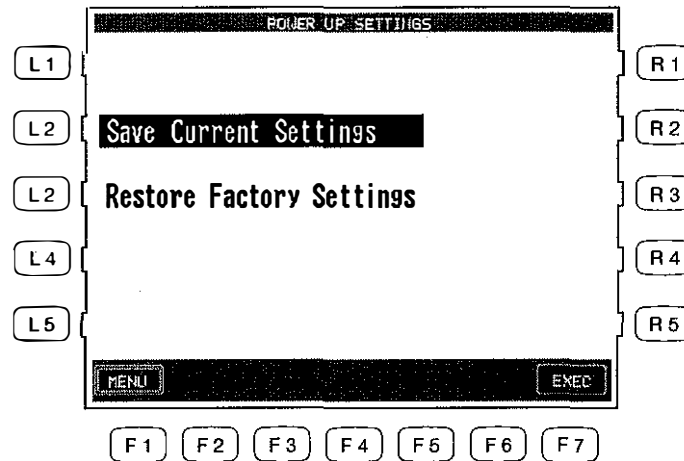 POWER UP SETTINGS
L1 R1
L2 Save Current Settings R2
L2 Restore Factory Settings R3
L4 R4
L5 R5
MENU EXEC
F1 F2 F3 F4 F5 F6 F7